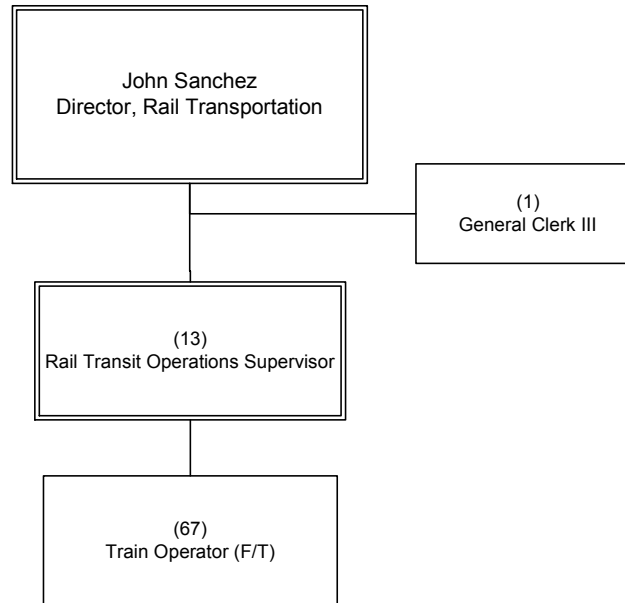 John Sanchez
Director, Rail Transportation
(1)
General Clerk III
(13)
Rail Transit Operations Supervisor
(67)
Train Operator (F/T)